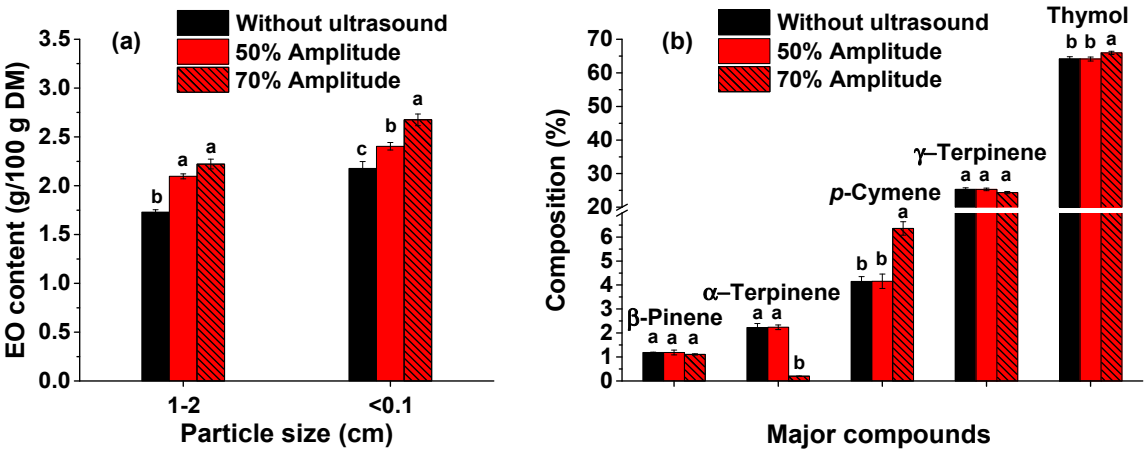 (a)
Without ultrasound
50% Amplitude
70% Amplitude
EO content (g/100 g DM)
3.5
3.0
2.5
2.0
1.5
1.0
0.5
0.0
b a a
c b a
1-2 <0.1
Particle size (cm)
(b)
Without ultrasound
50% Amplitude
70% Amplitude
Composition (%)
70
60
50
40
30
20
6
5
4
3
2
1
0
β-Pinene
a a a
α–Terpinene
a a b
p-Cymene
b b a
γ–Terpinene
a a a
Thymol
b b a
Major compounds